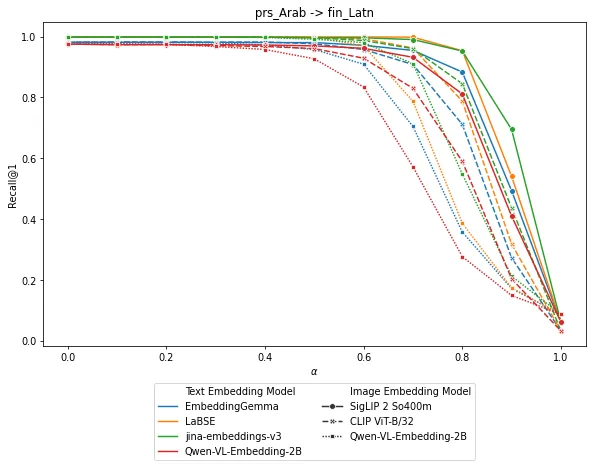 prs_Arab -> fin_Latn
Recall@1
1.0
0.8
0.6
0.4
0.2
0.0
0.0 0.2 0.4 0.6 0.8 1.0
α
Text Embedding Model
EmbeddingGemma
LaBSE
jina-embeddings-v3
Qwen-VL-Embedding-2B
Image Embedding Model
SigLIP 2 So400m
CLIP ViT-B/32
Qwen-VL-Embedding-2B